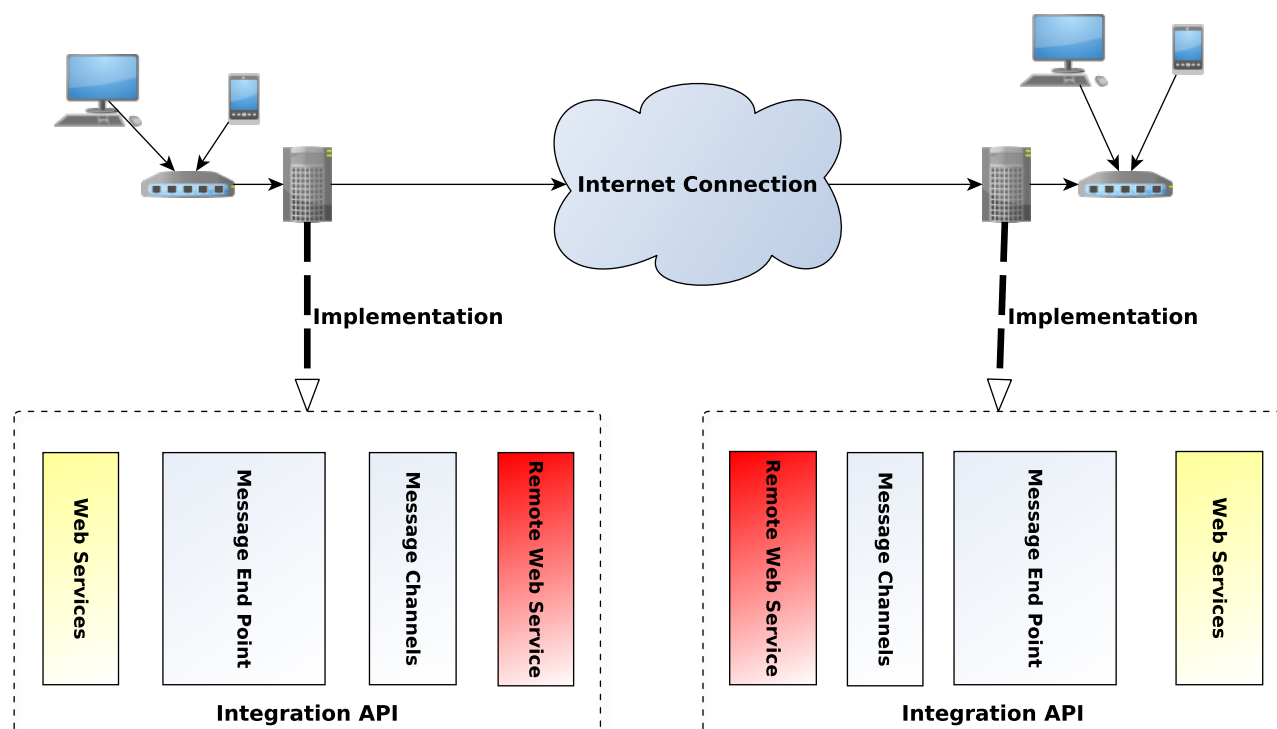 Internet Connection
Implementation
Implementation
Web Services
Message End Point
Message Channels
Remote Web Service
Integration API
Remote Web Service
Message Channels
Message End Point
Web Services
Integration API